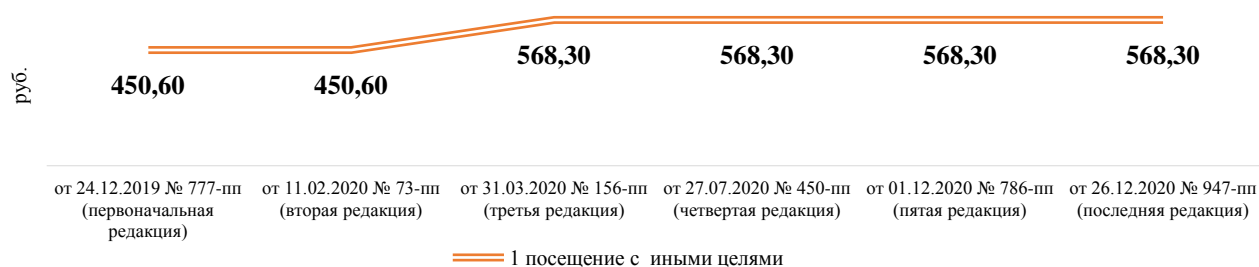 568,30 568,30 568,30 568,30
450,60 450,60
руб.
от 24.12.2019 № 777-пп от 11.02.2020 № 73-пп от 31.03.2020 № 156-пп от 27.07.2020 № 450-пп от 01.12.2020 № 786-пп от 26.12.2020 № 947-пп
(первоначальная (вторая редакция) (третья редакция) (четвертая редакция) (пятая редакция) (последняя редакция)
редакция)
1 посещение с иными целями